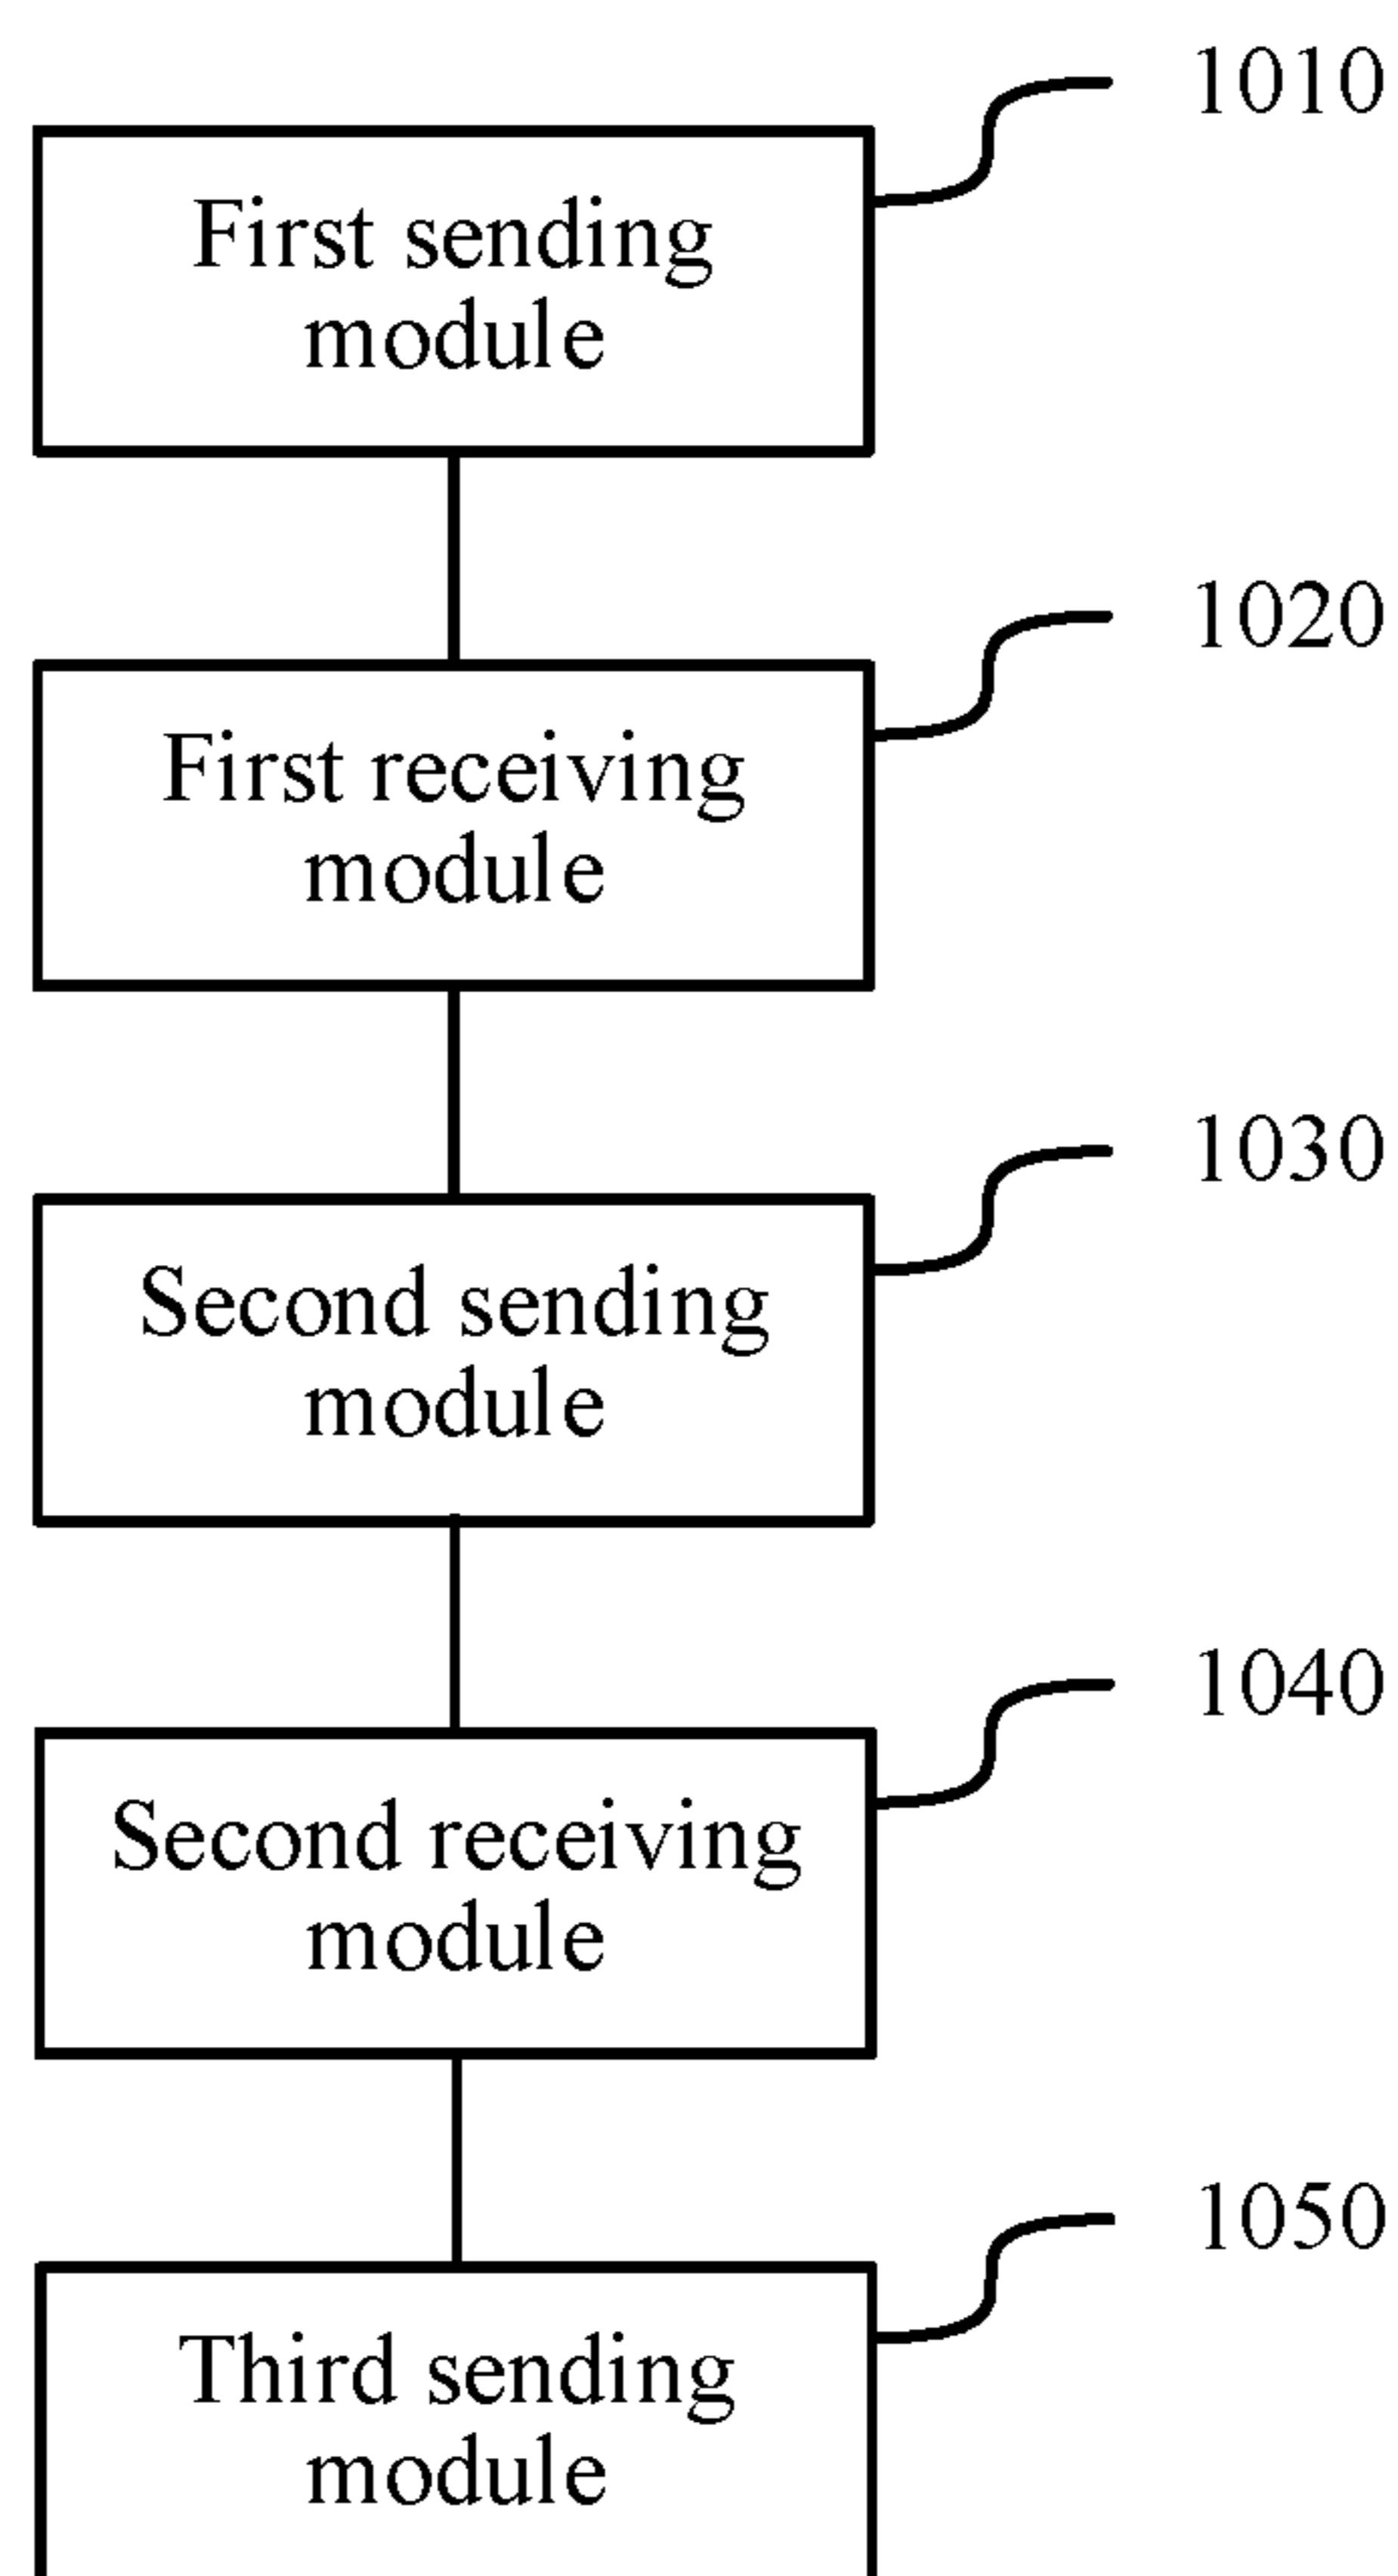 1010
First sending
module
1020
First receiving
module
1030
Second sending
module
1040
Second receiving
module
1050
Third sending
module